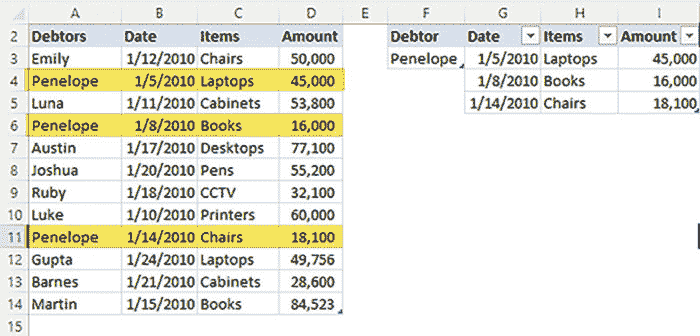 A B C D E F G H I
2 Debtors Date Items Amount Debtor Date Items Amount
3 Emily 1/12/2010 Chairs 50,000 Penelope 1/5/2010 Laptops 45,000
4 Penelope 1/5/2010 Laptops 45,000 1/8/2010 Books 16,000
5 Luna 1/11/2010 Cabinets 53,800 1/14/2010 Chairs 18,100
6 Penelope 1/8/2010 Books 16,000
7 Austin 1/17/2010 Desktops 77,100
8 Joshua 1/20/2010 Pens 55,200
9 Ruby 1/18/2010 CCTV 32,100
10 Luke 1/10/2010 Printers 60,000
11 Penelope 1/14/2010 Chairs 18,100
12 Gupta 1/24/2010 Laptops 49,756
13 Barnes 1/21/2010 Cabinets 28,600
14 Martin 1/15/2010 Books 84,523
15